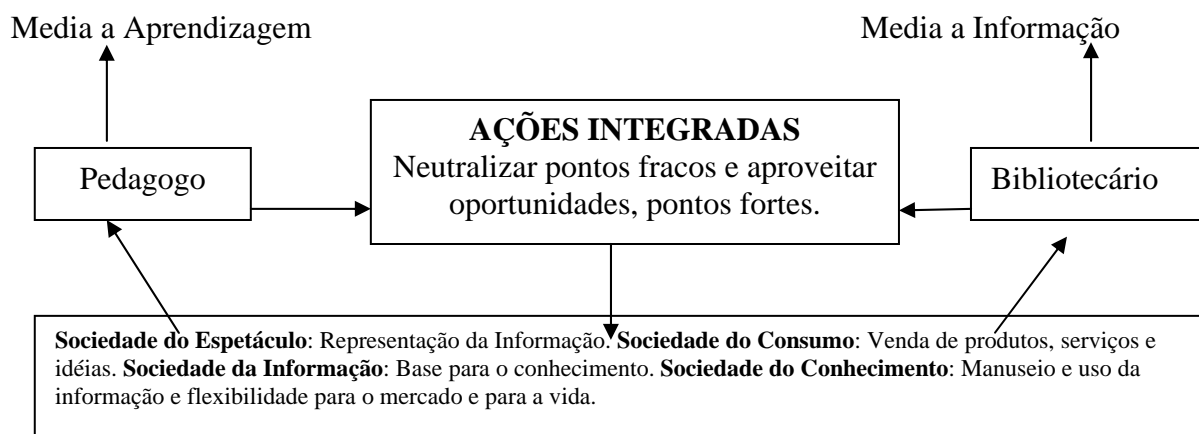 Media a Aprendizagem
Media a Informação
AÇÕES INTEGRADAS
Neutralizar pontos fracos e aproveitar
oportunidades, pontos fortes.
Pedagogo
Bibliotecário
Sociedade do Espetáculo: Representação da Informação. Sociedade do Consumo: Venda de produtos, serviços e
idéias. Sociedade da Informação: Base para o conhecimento. Sociedade do Conhecimento: Manuseio e uso da
informação e flexibilidade para o mercado e para a vida.